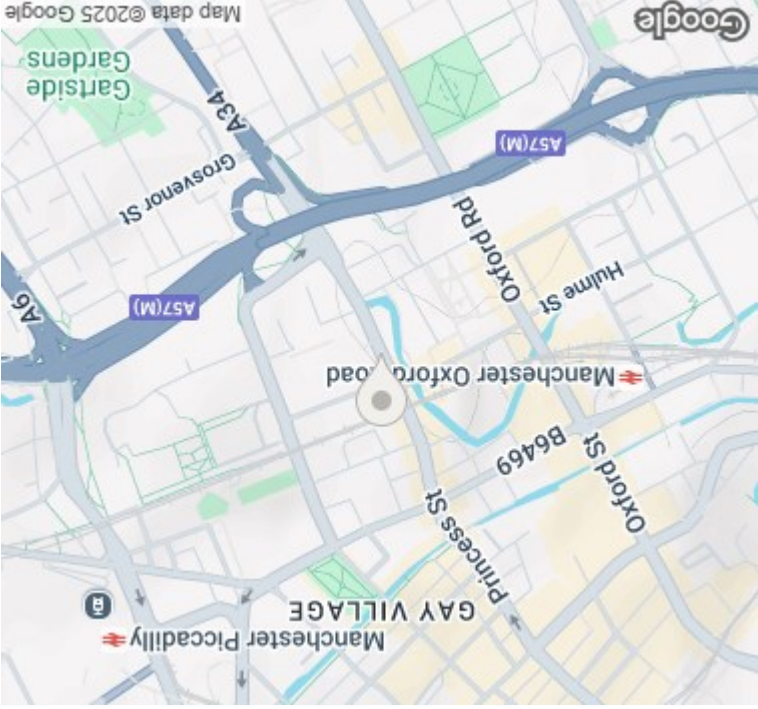 Manchester Piccadilly
GAY VILLAGE
Princess St
Oxford St
B6469
Manchester Oxford Road
A6
A57(M)
Hulme St
Oxford Rd
Grosvenor St
A57(M)
A34
Gartside
Gardens
Google
Map data ©2025 Google